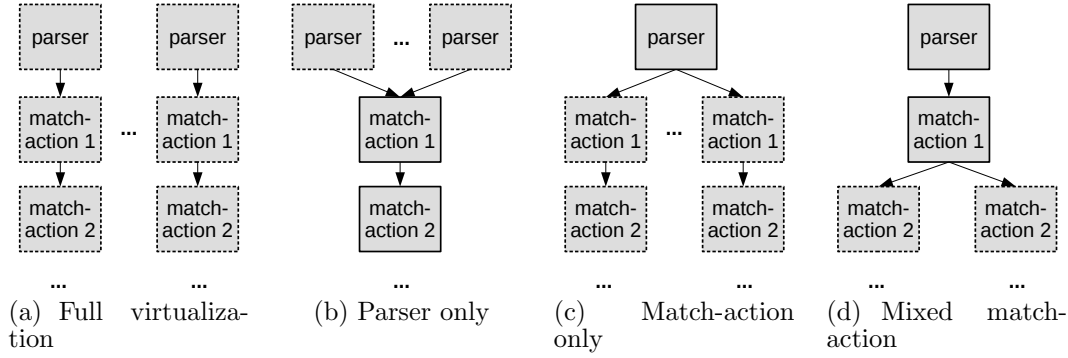 parser parser parser ... parser parser parser
match-action 1 ... match-action 1 match-action 1 match-action 1 ... match-action 1 match-action 1
match-action 2 match-action 2 match-action 2 match-action 2 match-action 2 match-action 2 match-action 2
... ... ... ... ... ... ...
(a) Full virtualiza- (b) Parser only (c) Match-action (d) Mixed match-
tion only action